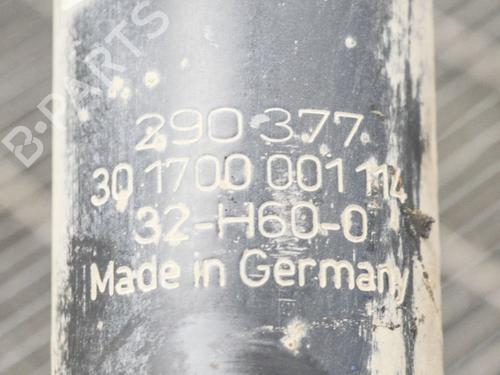 B-PARTS
290 377
30 1700 001 114
32-H60-0
Made in Germany